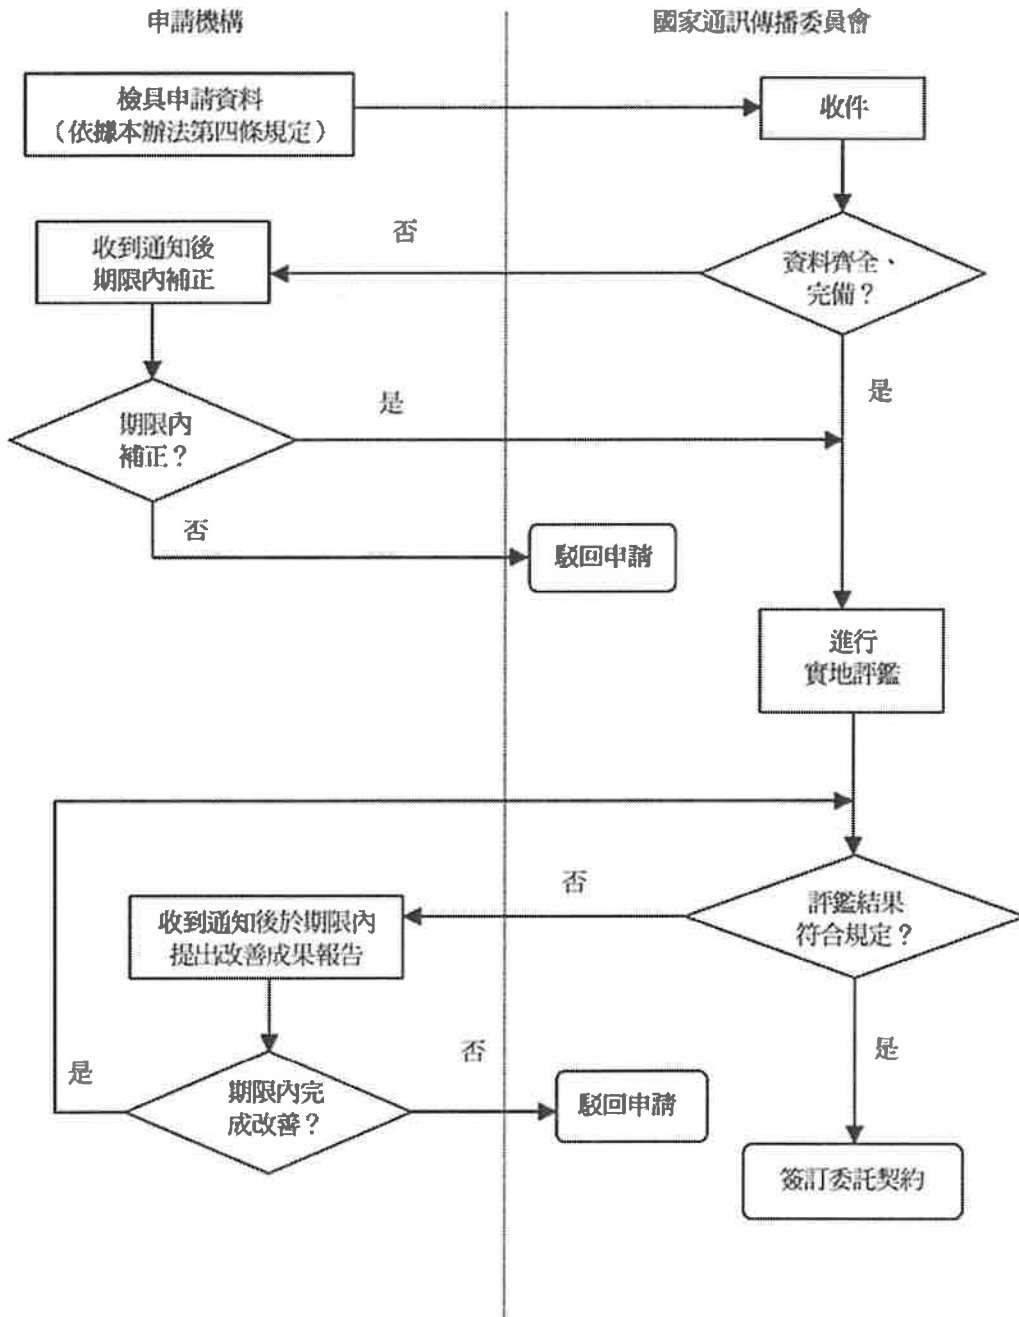 申請機構
國家通訊傳播委員會
檢具申請資料
（依據本辦法第四條規定）
收件
否
收到通知後
期限內補正
資料齊全、
完備？
是
是
期限內
補正？
否
駁回申請
進行
實地評鑑
否
評鑑結果
符合規定？
收到通知後於期限內
提出改善成果報告
是
否
是
期限內完
成改善？
駁回申請
簽訂委託契約